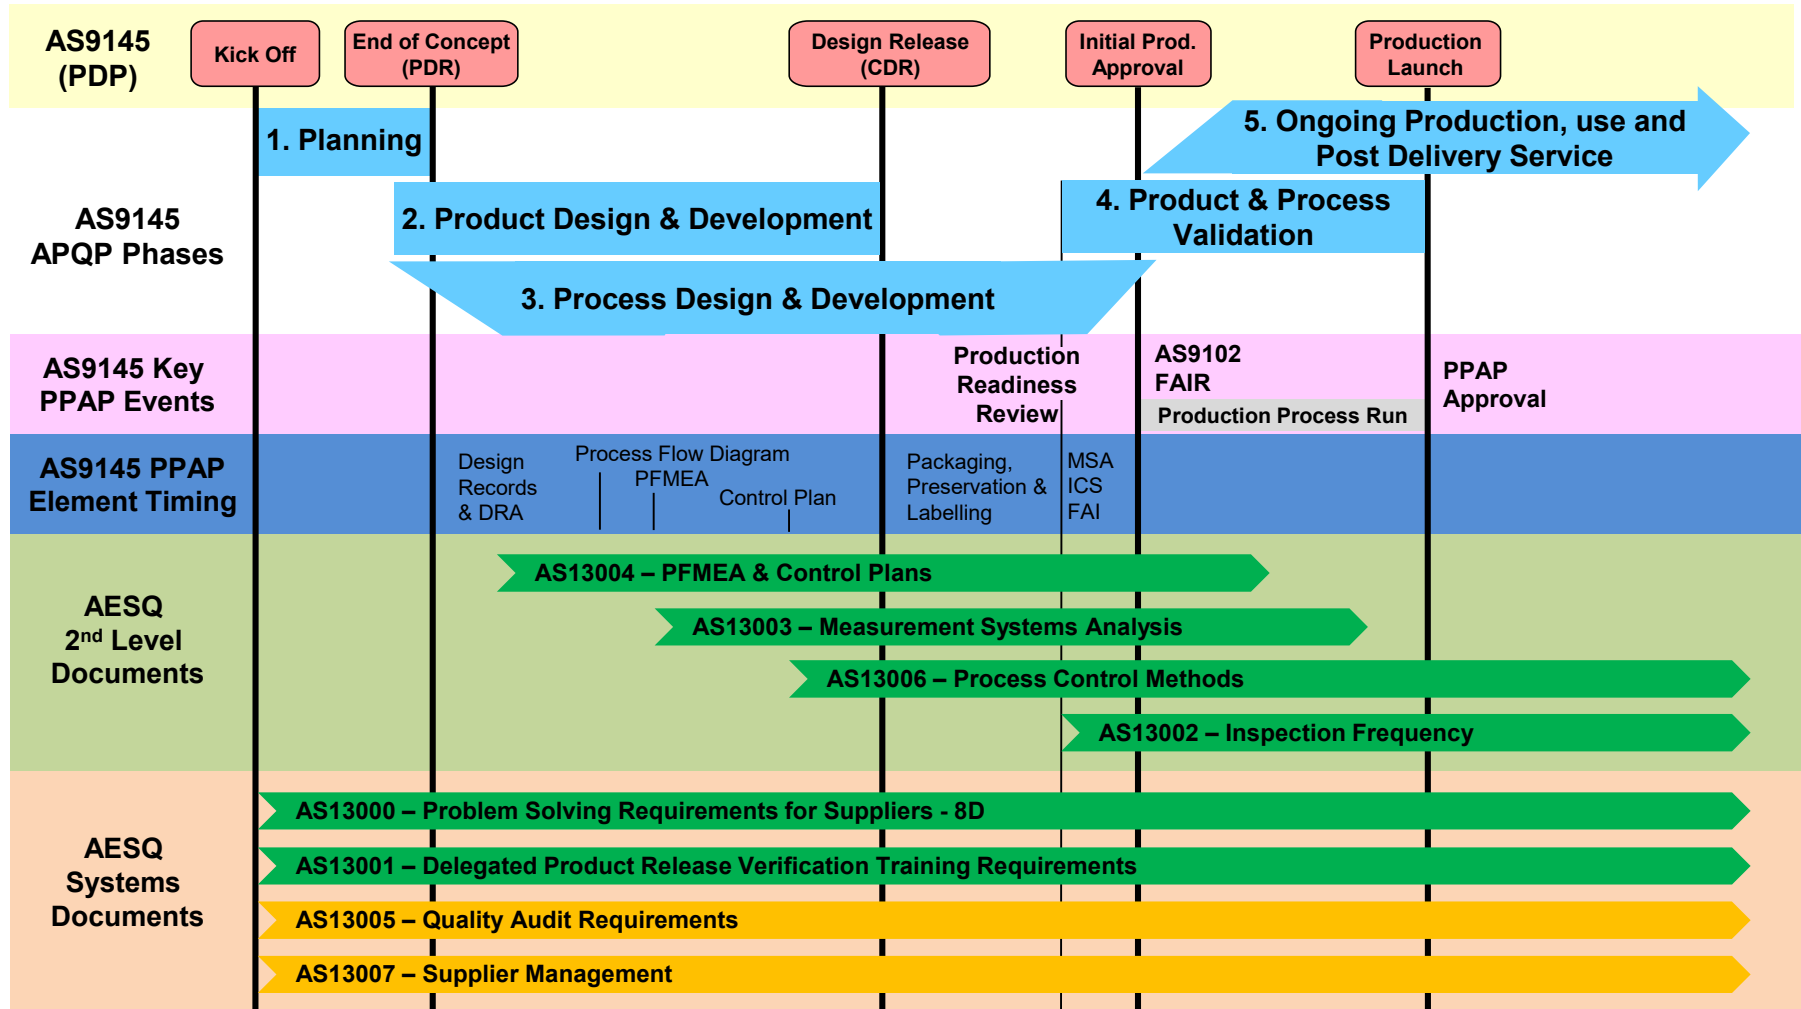 AS9145
(PDP)
Kick Off
End of Concept
(PDR)
Design Release
(CDR)
Initial Prod.
Approval
Production
Launch
AS9145
APQP Phases
1. Planning
2. Product Design & Development
3. Process Design & Development
4. Product & Process
Validation
5. Ongoing Production, use and
Post Delivery Service
AS9145 Key
PPAP Events
Production
Readiness
Review
AS9102
FAIR
Production Process Run
PPAP
Approval
AS9145 PPAP
Element Timing
Design
Records
& DRA
Process Flow Diagram
PFMEA
Control Plan
Packaging,
Preservation &
Labelling
MSA
ICS
FAI
AESQ
2nd Level
Documents
AS13004 – PFMEA & Control Plans
AS13003 – Measurement Systems Analysis
AS13006 – Process Control Methods
AS13002 – Inspection Frequency
AESQ
Systems
Documents
AS13000 – Problem Solving Requirements for Suppliers - 8D
AS13001 – Delegated Product Release Verification Training Requirements
AS13005 – Quality Audit Requirements
AS13007 – Supplier Management